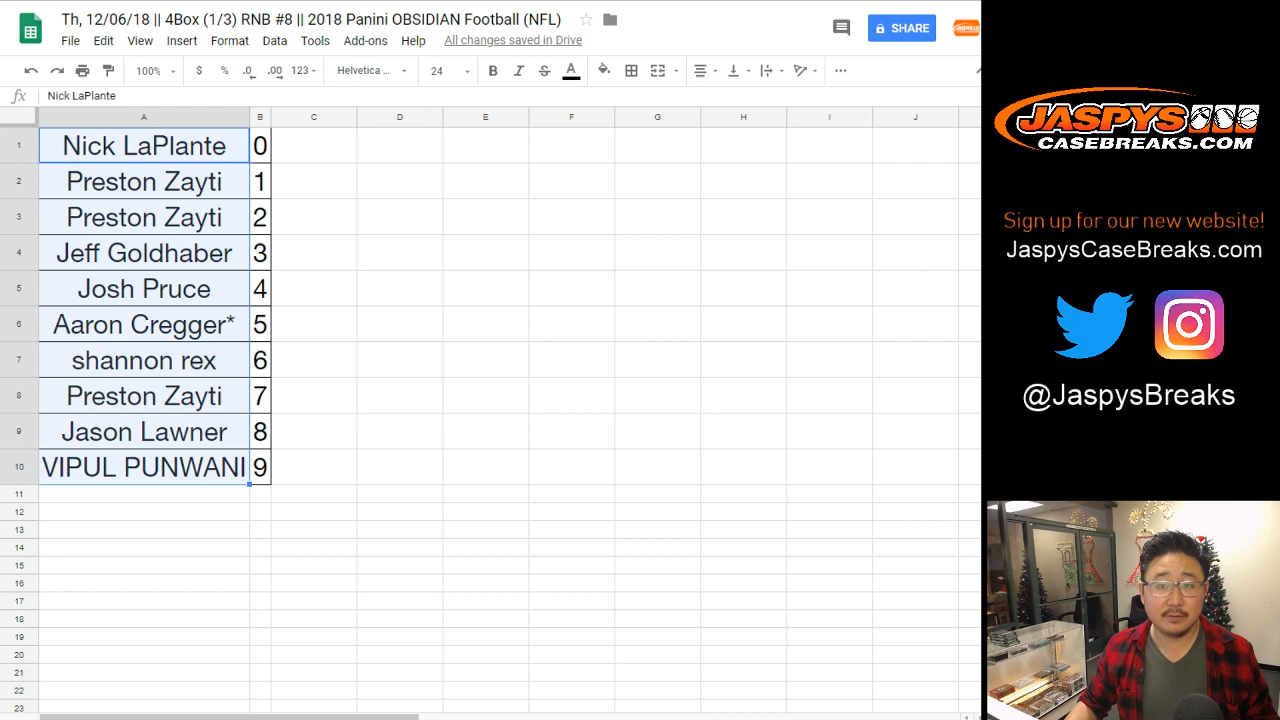 Th, 12/06/18 || 4Box (1/3) RNB #8 || 2018 Panini OBSIDIAN Football (NFL)
File Edit View Insert Format Data Tools Add-ons Help All changes saved in Drive
SHARE
100% $ % .0 .00 123 Helvetica ... 24 B I S A
fx Nick LaPlante
A B C D E F G H I J
1 Nick LaPlante 0
2 Preston Zayti 1
3 Preston Zayti 2
4 Jeff Goldhaber 3
5 Josh Pruce 4
6 Aaron Cregger* 5
7 shannon rex 6
8 Preston Zayti 7
9 Jason Lawner 8
10 VIPUL PUNWANI 9
11
12
13
14
15
16
17
18
19
20
21
22
23
JASPYS
CASEBREAKS.COM
Sign up for our new website!
JaspysCaseBreaks.com
@JaspysBreaks